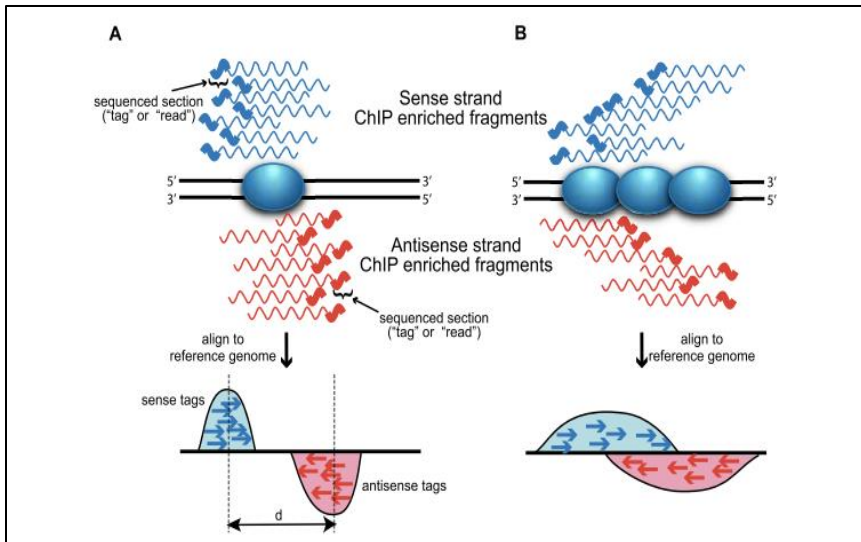 A
B
sequenced section
("tag" or "read")
Sense strand
ChIP enriched fragments
5'
3'
3'
5'
5'
3'
3'
5'
Antisense strand
ChIP enriched fragments
sequenced section
("tag" or "read")
align to
reference genome
align to
reference genome
sense tags
antisense tags
d